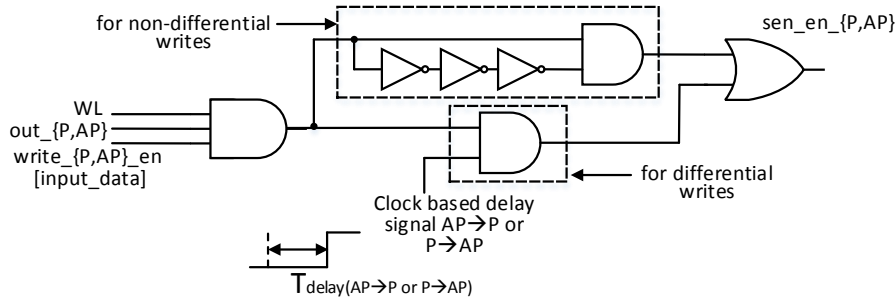 for non-differential
writes
sen_en_{P,AP}
WL
out_{P,AP}
write_{P,AP}_en
[input_data]
for differential
writes
Clock based delay
signal AP→P or
P→AP
Tdelay(AP→P or P→AP)